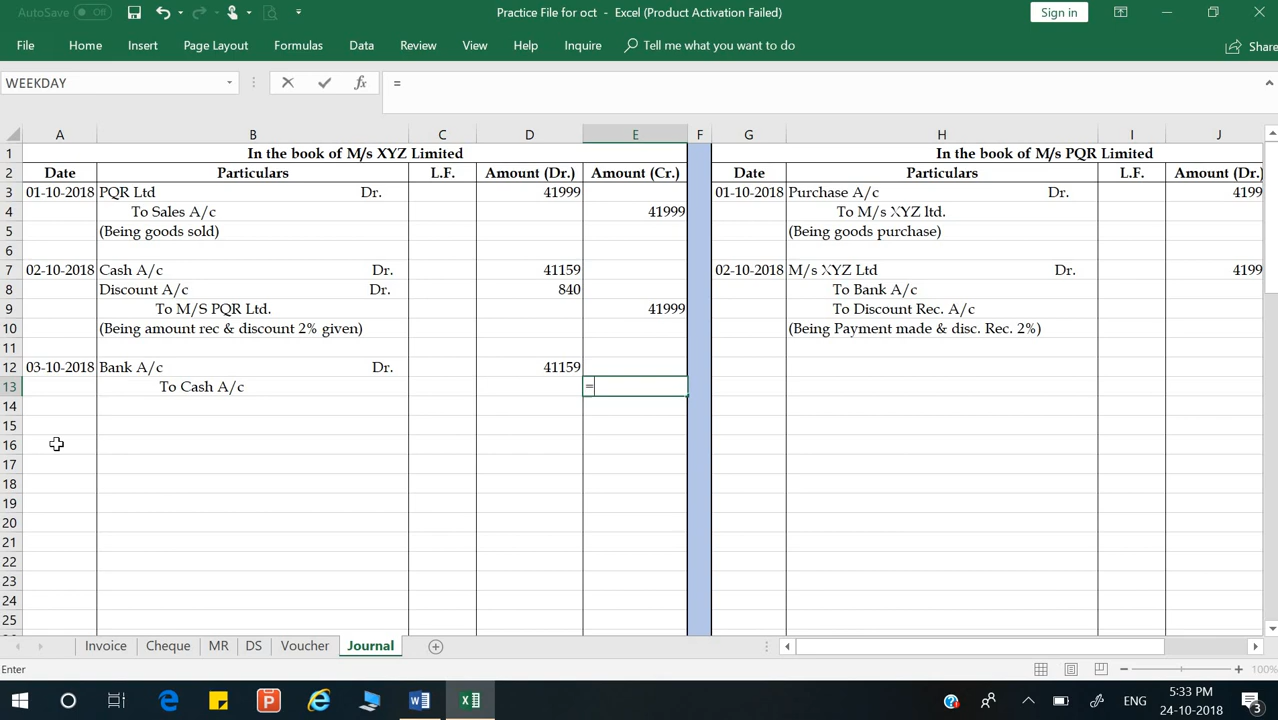 AutoSave Off
Practice File for oct - Excel (Product Activation Failed)
Sign in
File Home Insert Page Layout Formulas Data Review View Help Inquire Tell me what you want to do Share
WEEKDAY fx =
A B C D E F G H I J
1 In the book of M/s XYZ Limited In the book of M/s PQR Limited
2 Date Particulars L.F. Amount (Dr.) Amount (Cr.) Date Particulars L.F. Amount (Dr.)
3 01-10-2018 PQR Ltd Dr. 41999 01-10-2018 Purchase A/c Dr. 4199
4 To Sales A/c 41999 To M/s XYZ ltd.
5 (Being goods sold) (Being goods purchase)
6
7 02-10-2018 Cash A/c Dr. 41159 02-10-2018 M/s XYZ Ltd Dr. 4199
8 Discount A/c Dr. 840 To Bank A/c
9 To M/S PQR Ltd. 41999 To Discount Rec. A/c
10 (Being amount rec & discount 2% given) (Being Payment made & disc. Rec. 2%)
11
12 03-10-2018 Bank A/c Dr. 41159
13 To Cash A/c =
14
15
16
17
18
19
20
21
22
23
24
25
Invoice Cheque MR DS Voucher Journal
Enter 100%
ENG 5:33 PM
24-10-2018 3